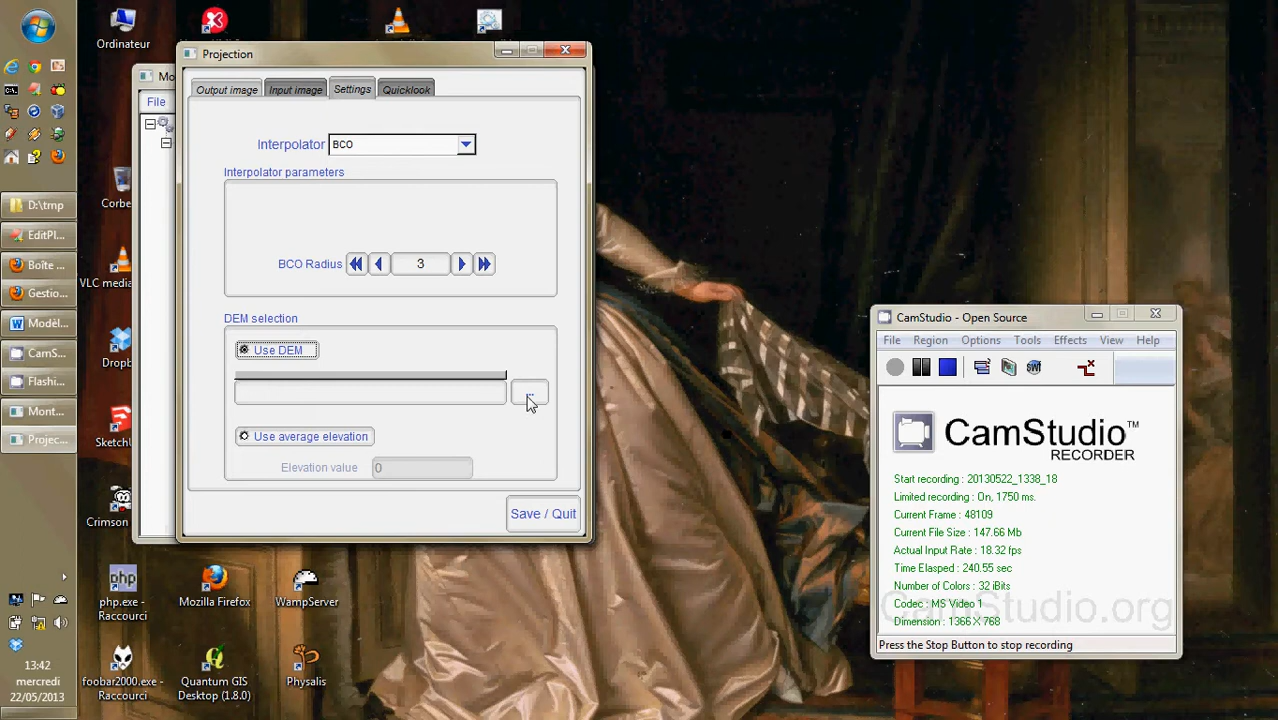 Ordinateur
Projection
Mo
File
Output image
Input image
Settings
Quicklook
Interpolator
BCO
Interpolator parameters
BCO Radius
3
DEM selection
Use DEM
...
Use average elevation
Elevation value
0
Save / Quit
Corbe
VLC media
Dropb
SketchU
Crimson
D:\tmp
EditPl...
Boîte ...
Gestio...
Modèl...
CamS...
Flashi...
Mont...
Projec...
CamStudio - Open Source
File
Region
Options
Tools
Effects
View
Help
CamStudio™
RECORDER
Start recording : 20130522_1338_18
Limited recording : On, 1750 ms.
Current Frame : 48109
Current File Size : 147.66 Mb
Actual Input Rate : 18.32 fps
Time Elasped : 240.55 sec
Number of Colors : 32 iBits
Codec : MS Video 1
Dimension : 1366 X 768
CamStudio.org
Press the Stop Button to stop recording
php
php.exe -
Raccourci
Mozilla Firefox
WampServer
foobar2000.exe -
Raccourci
Quantum GIS
Desktop (1.8.0)
Physalis
13:42
mercredi
22/05/2013